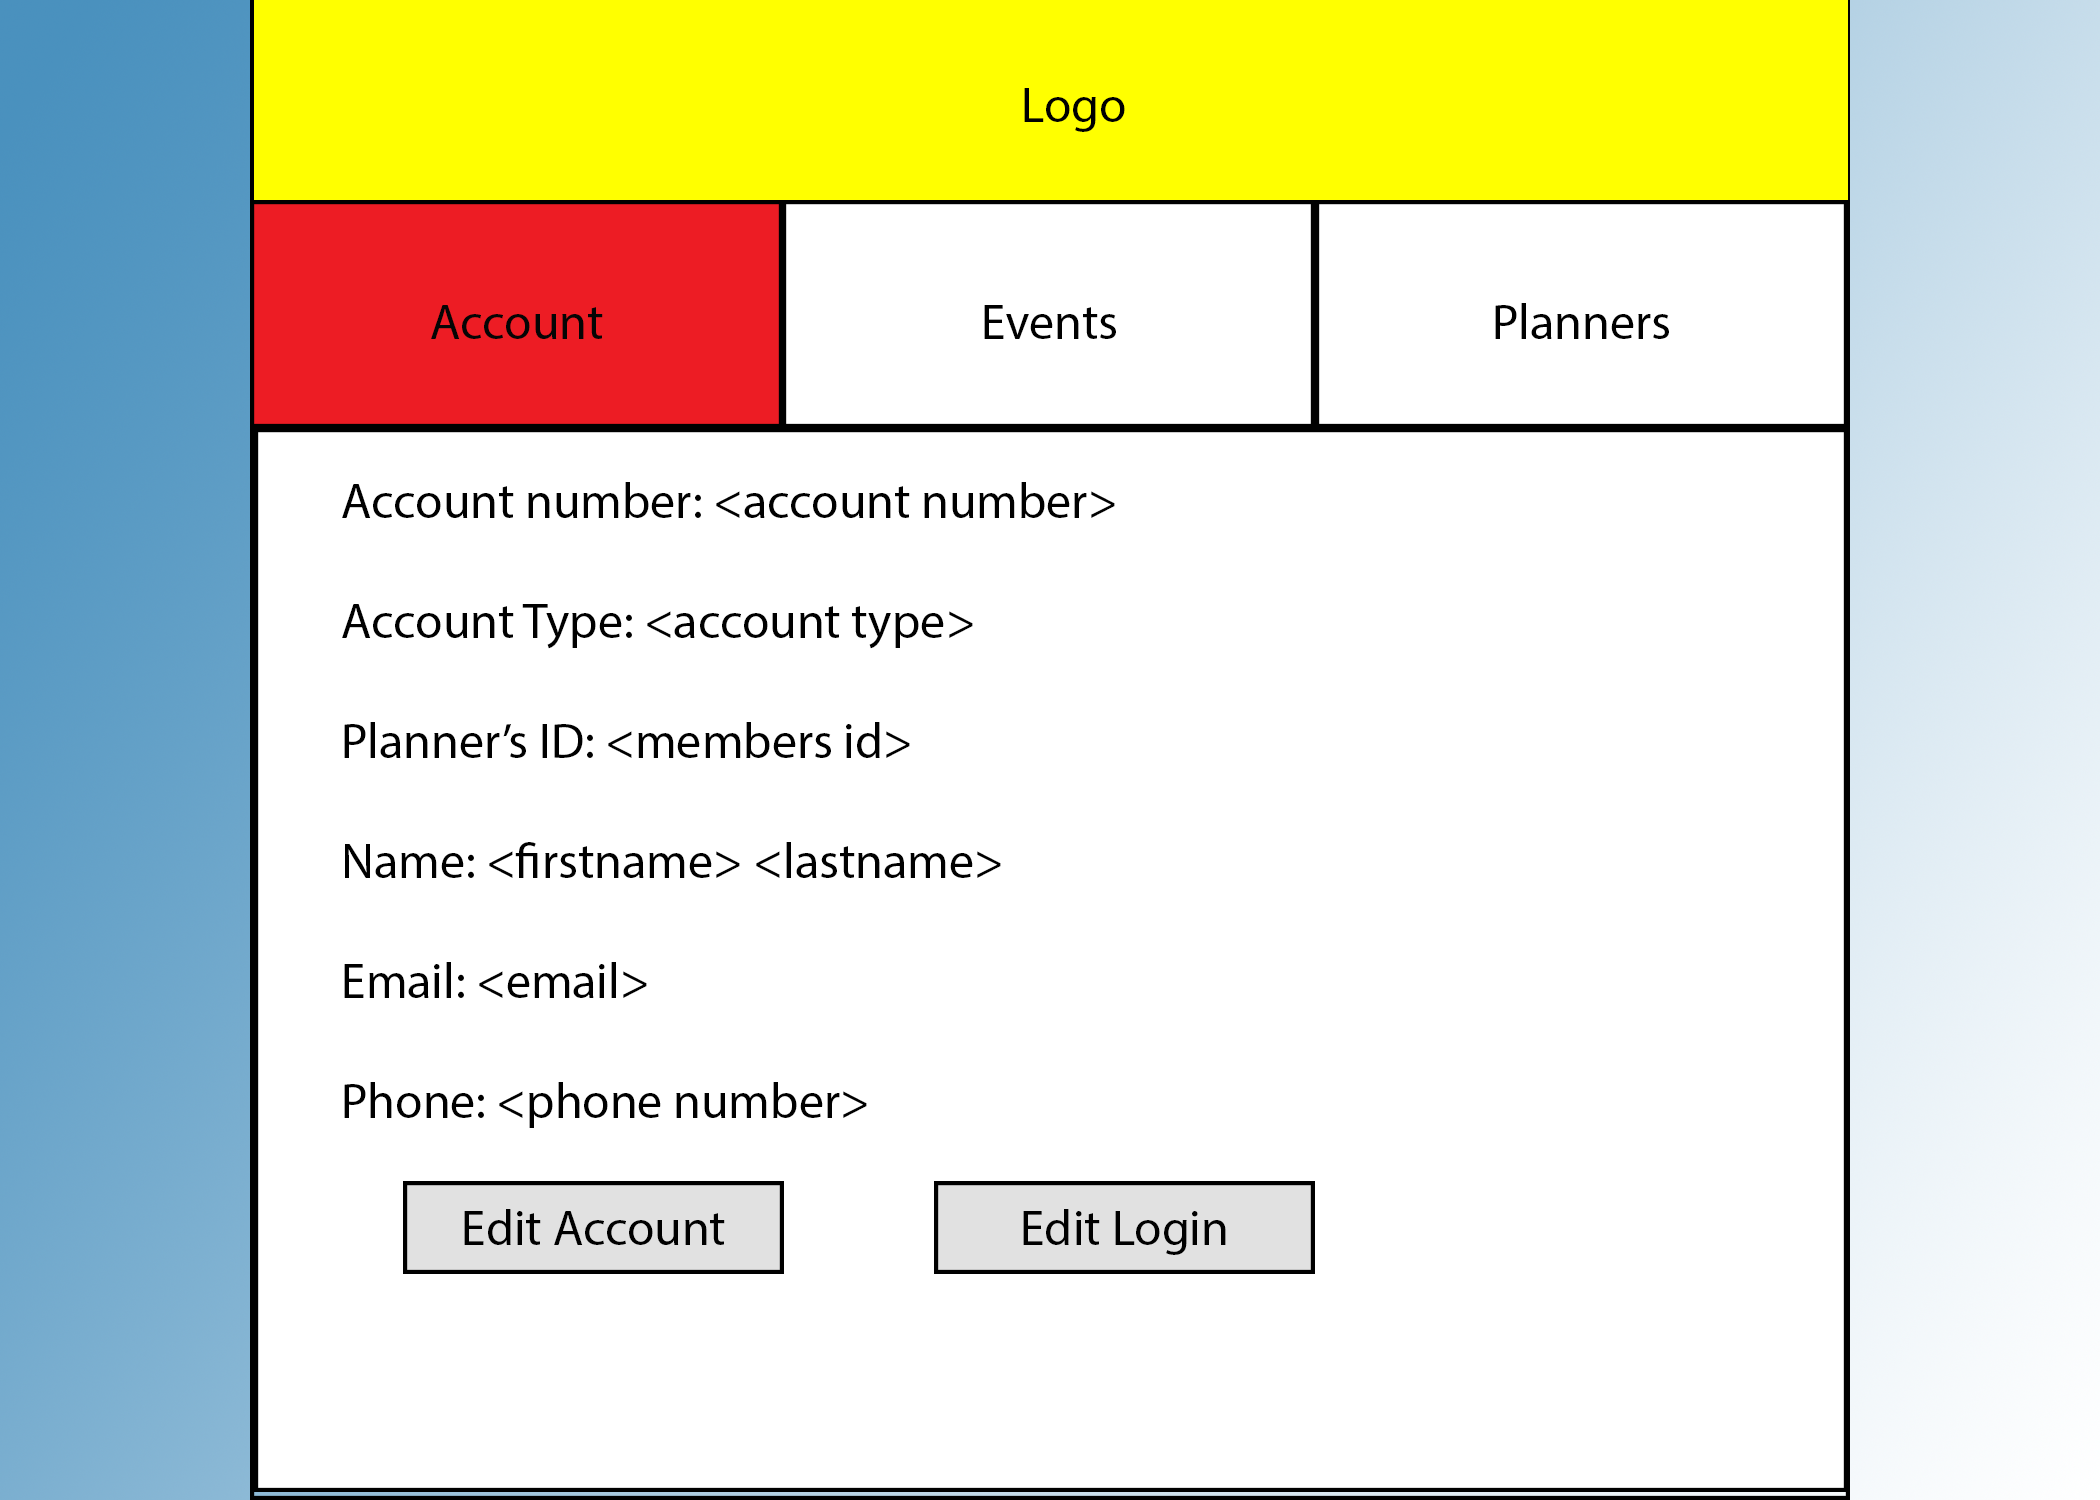 Logo
Account
Events
Planners
Account number: <account number>
Account Type: <account type>
Planner’s ID: <members id>
Name: <firstname> <lastname>
Email: <email>
Phone: <phone number>
Edit Account
Edit Login